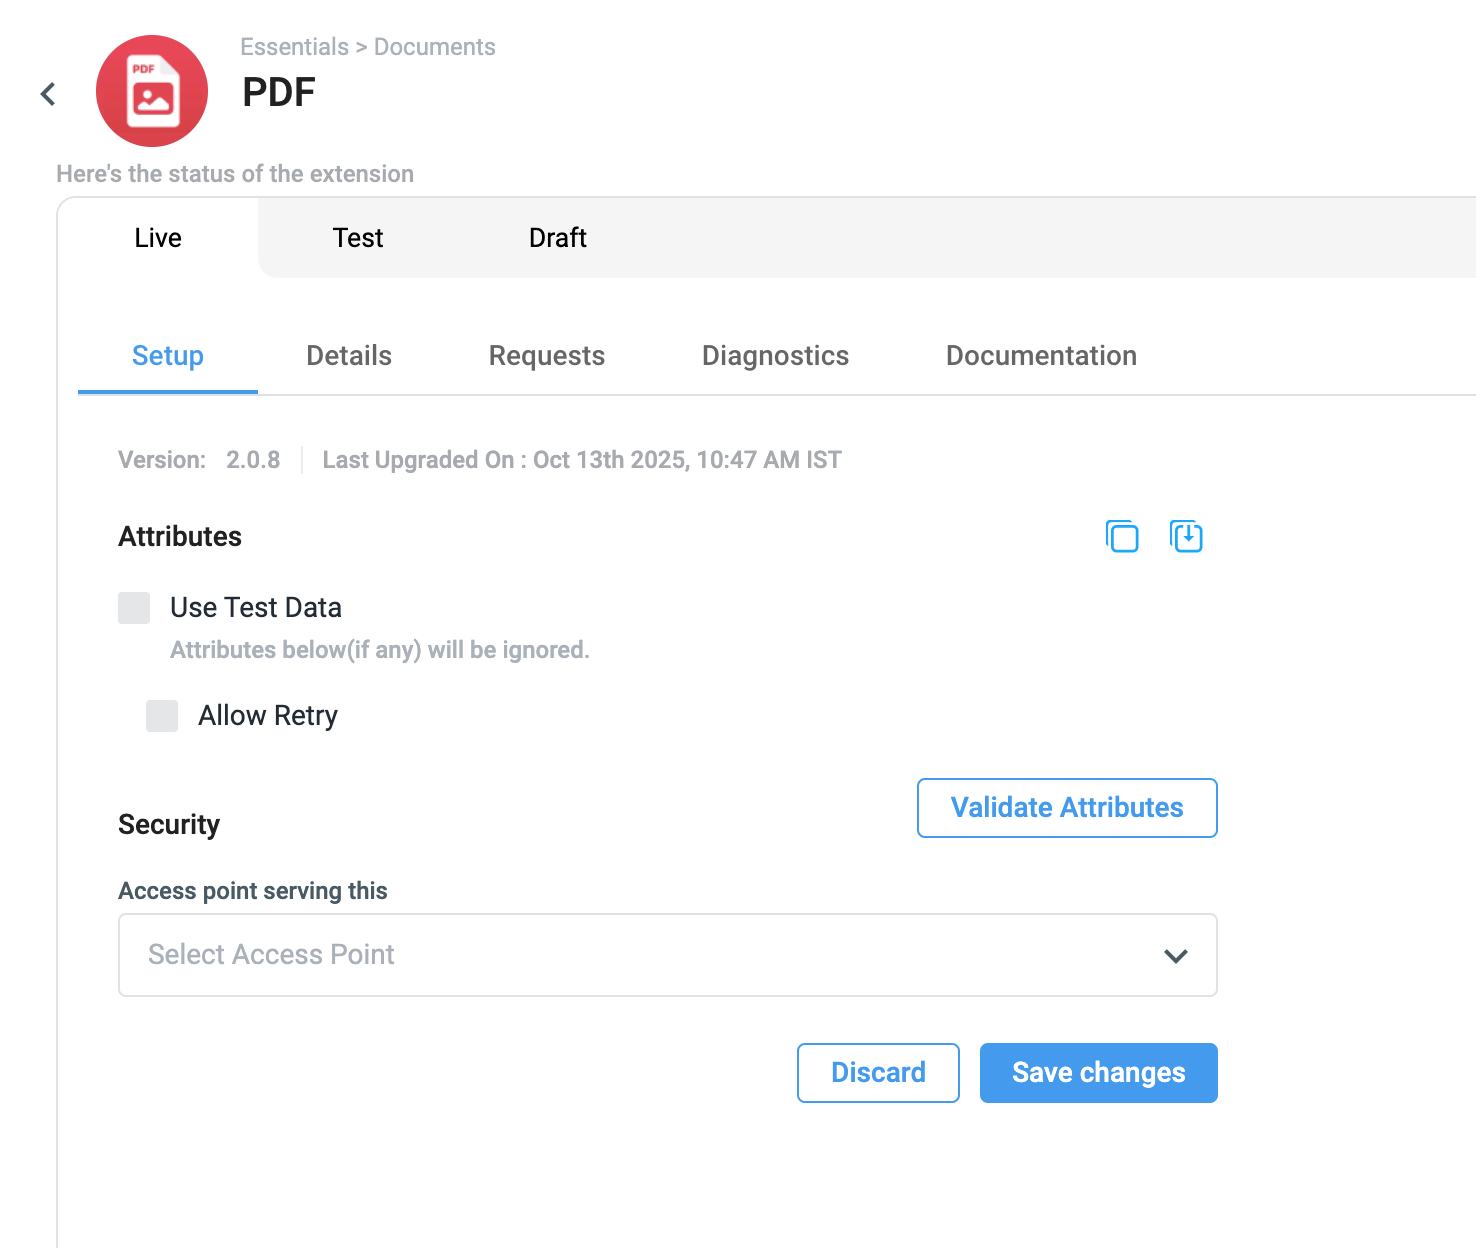 Essentials > Documents
PDF
PDF
Here's the status of the extension
Live Test Draft
Setup Details Requests Diagnostics Documentation
Version: 2.0.8 Last Upgraded On : Oct 13th 2025, 10:47 AM IST
Attributes
Use Test Data
Attributes below(if any) will be ignored.
Allow Retry
Validate Attributes
Security
Access point serving this
Select Access Point
Discard Save changes